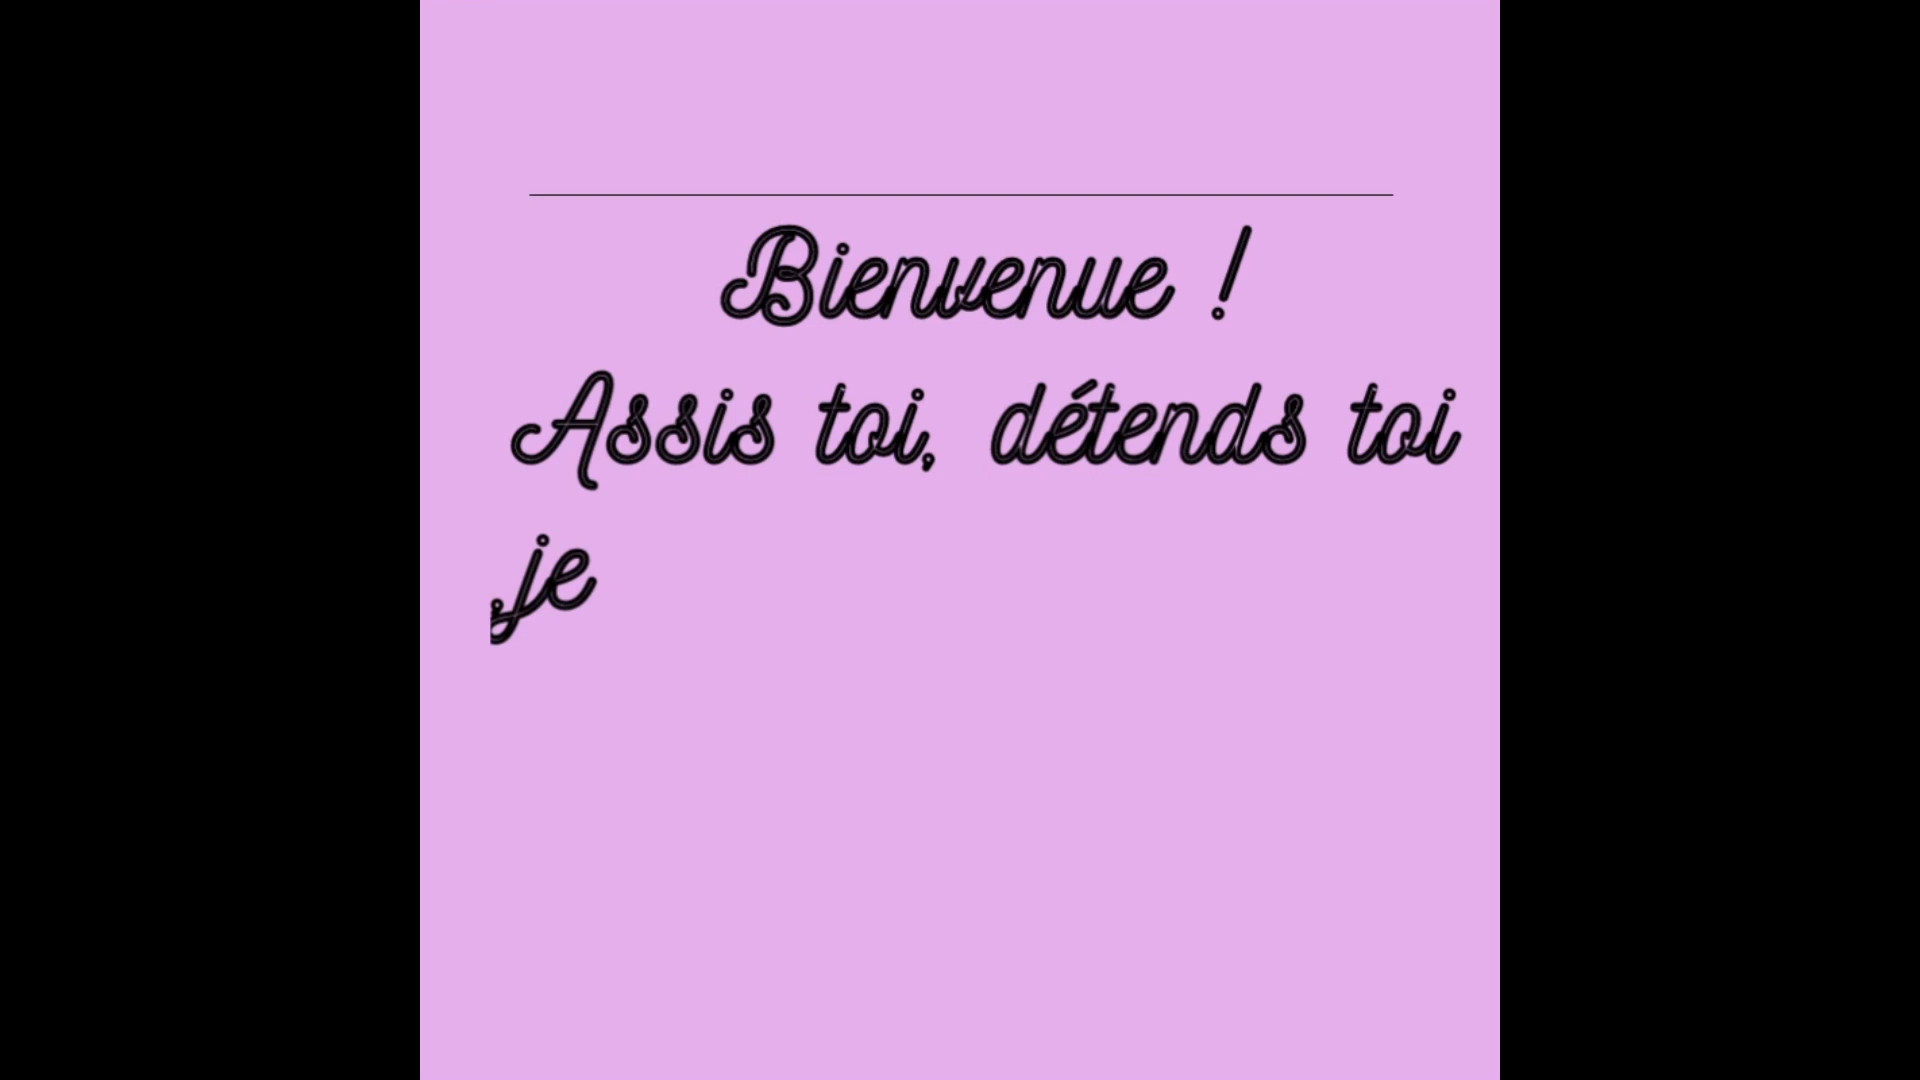 Bienvenue !
Assis toi, détends toi
,je